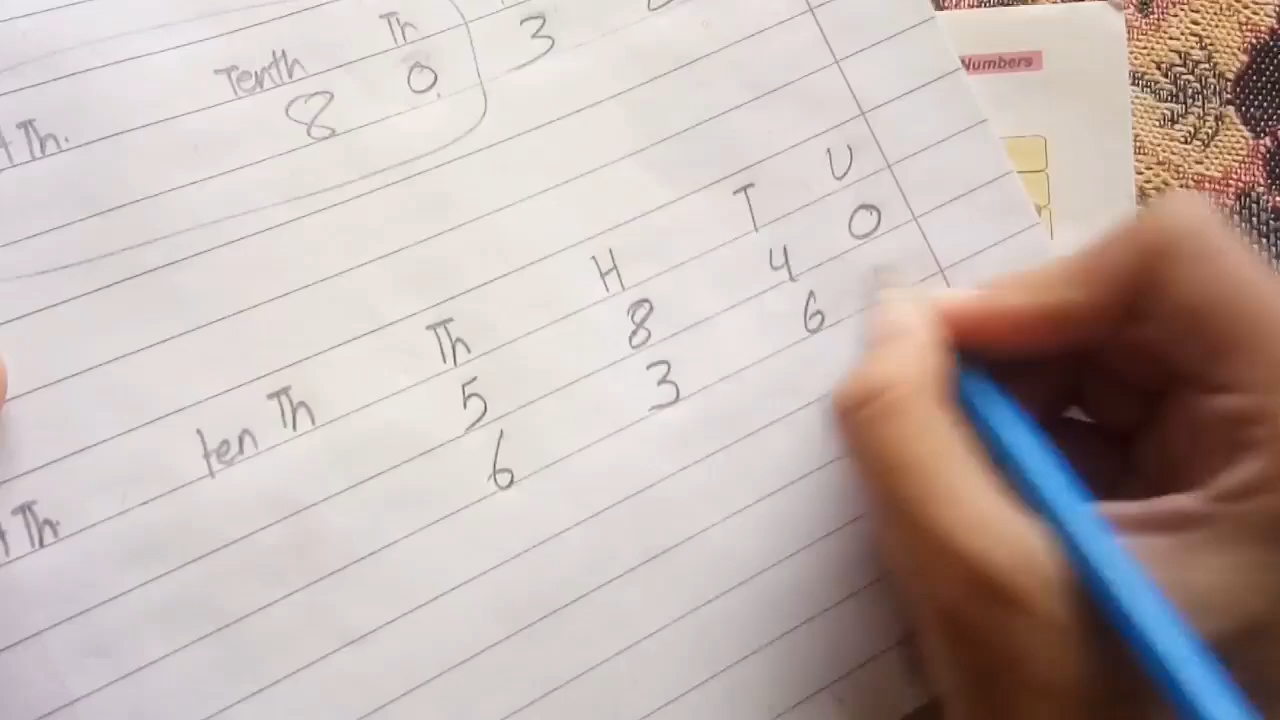 Th 3
Tenth 8 0
Th.
Numbers
Th. ten Th Th H T U
5 8 4 0
6 3 6